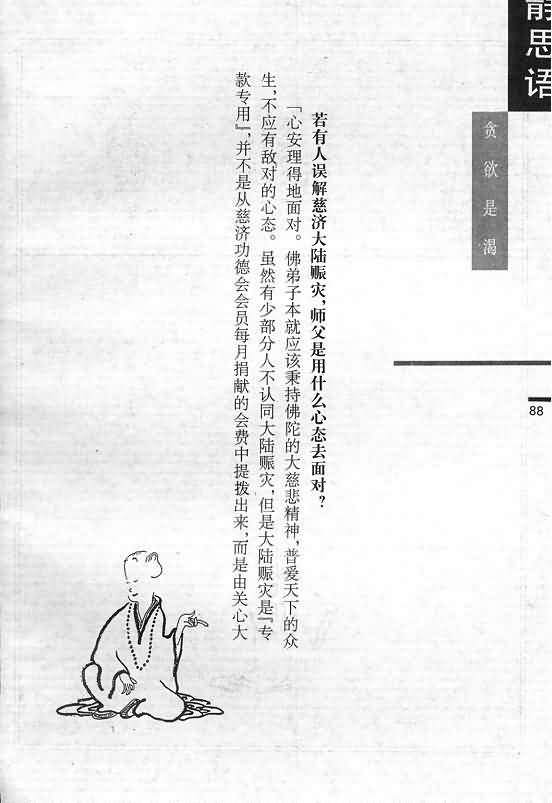 静思语
贪欲是渴
88
若有人误解慈济大陆赈灾，师父是用什么心态去面对？
「心安理得地面对。佛弟子本就应该秉持佛陀的大慈悲精神，普爱天下的众
生，不应有敌对的心态。虽然有少部分人不认同大陆赈灾，但是大陆赈灾是『专
款专用』，并不是从慈济功德会会员每月捐献的会费中提拨出来，而是由关心大